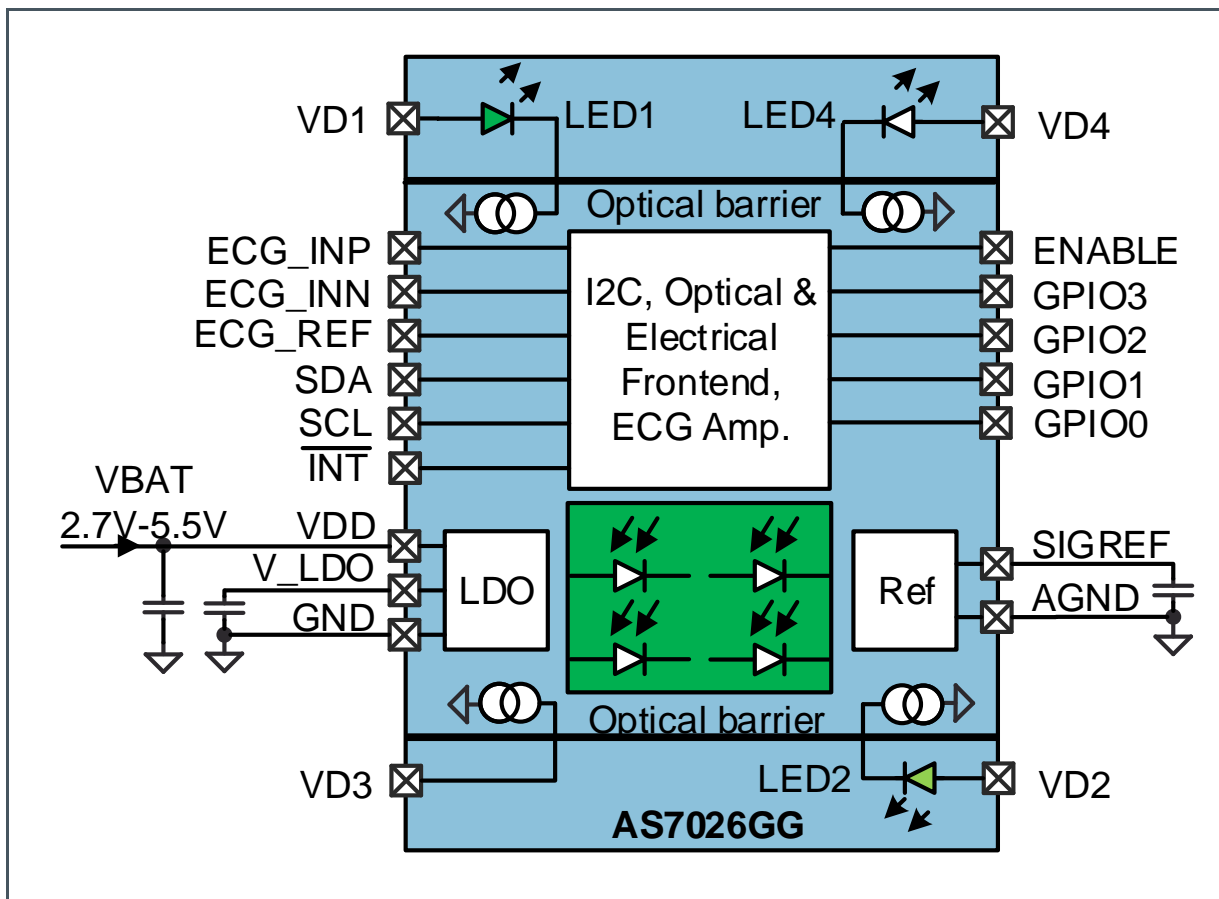 VD1
LED1
LED4
VD4
Optical barrier
ECG_INP
ECG_INN
ECG_REF
SDA
SCL
INT
I2C, Optical &
Electrical
Frontend,
ECG Amp.
ENABLE
GPIO3
GPIO2
GPIO1
GPIO0
VBAT
2.7V-5.5V
VDD
V_LDO
GND
LDO
Ref
SIGREF
AGND
Optical barrier
VD3
LED2
VD2
AS7026GG